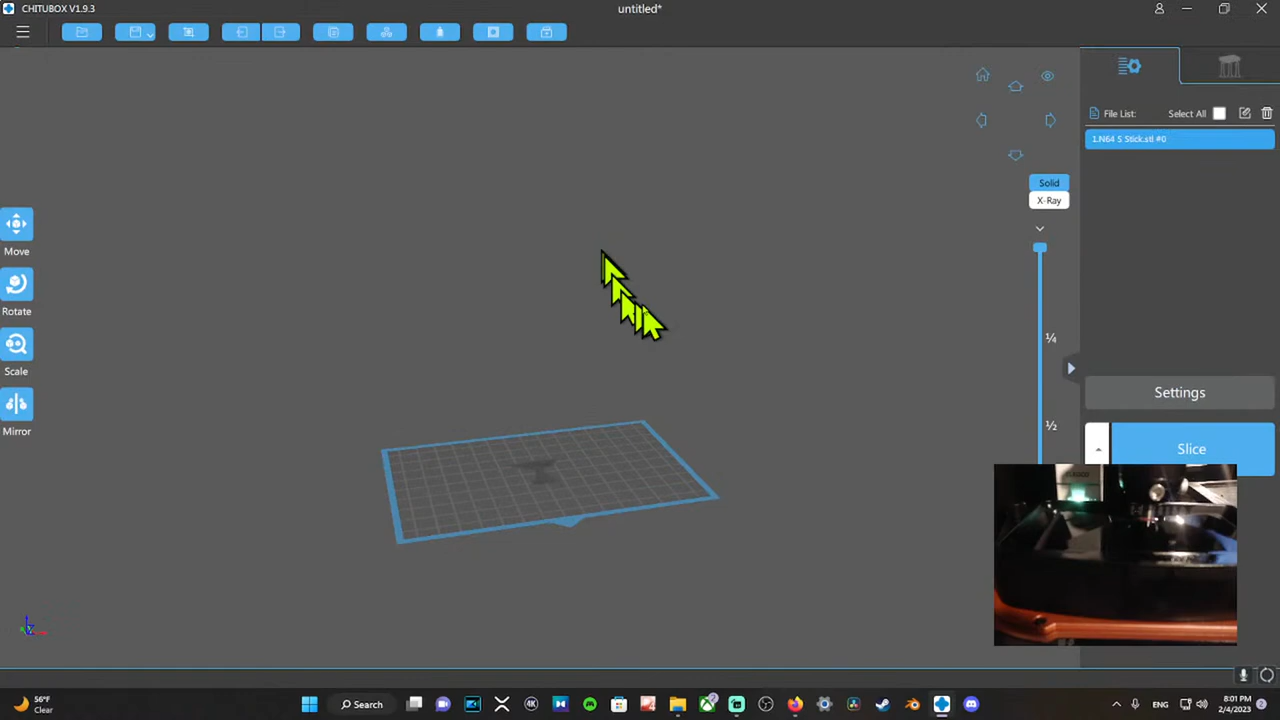 CHITUBOX V1.9.3
untitled*
File List:
Select All
1.N64 S Stick.stl #0
Solid
X-Ray
Move
Rotate
Scale
Mirror
¼
½
Settings
Slice
56°F
Clear
Search
ENG
8:01 PM
2/4/2023